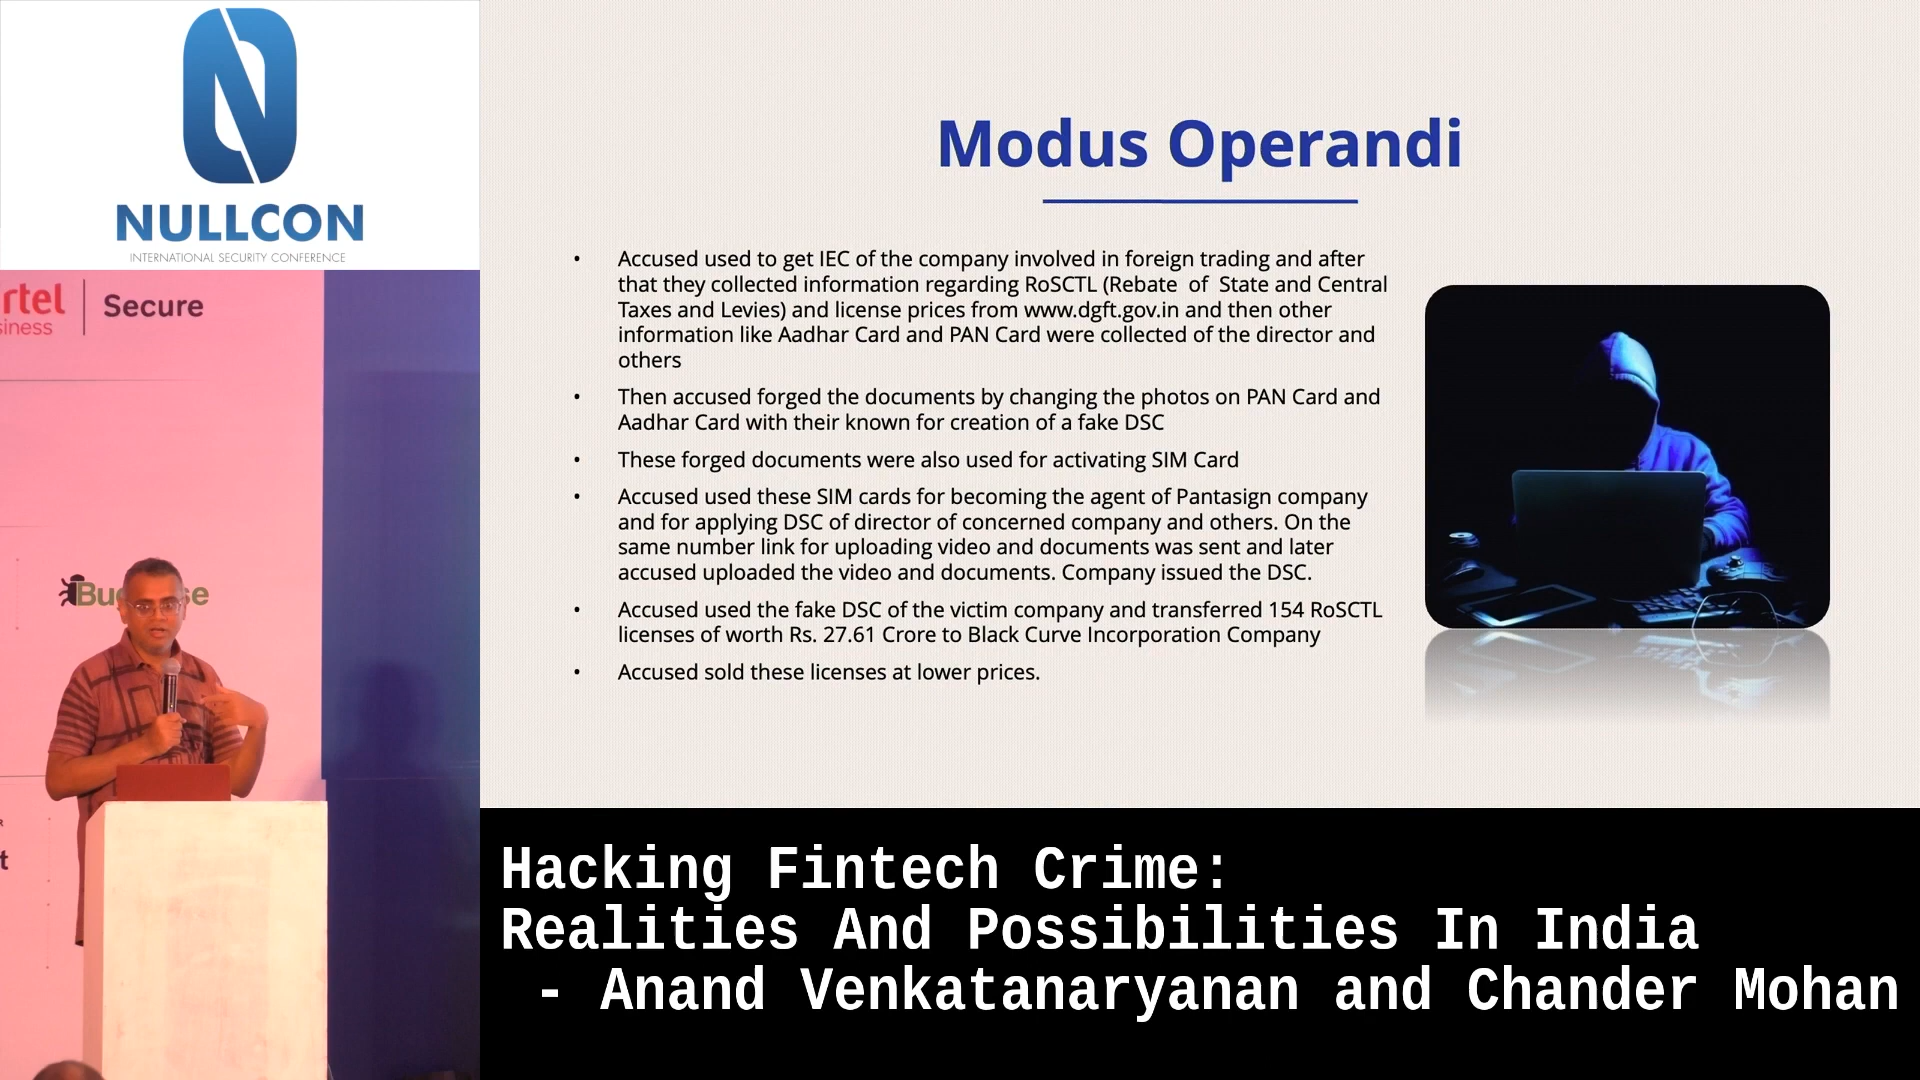 NULLCON
INTERNATIONAL SECURITY CONFERENCE
rtel
siness
Secure
Bu
se
R
t
Modus Operandi
• Accused used to get IEC of the company involved in foreign trading and after
that they collected information regarding RoSCTL (Rebate of State and Central
Taxes and Levies) and license prices from www.dgft.gov.in and then other
information like Aadhar Card and PAN Card were collected of the director and
others
• Then accused forged the documents by changing the photos on PAN Card and
Aadhar Card with their known for creation of a fake DSC
• These forged documents were also used for activating SIM Card
• Accused used these SIM cards for becoming the agent of Pantasign company
and for applying DSC of director of concerned company and others. On the
same number link for uploading video and documents was sent and later
accused uploaded the video and documents. Company issued the DSC.
• Accused used the fake DSC of the victim company and transferred 154 RoSCTL
licenses of worth Rs. 27.61 Crore to Black Curve Incorporation Company
• Accused sold these licenses at lower prices.
Hacking Fintech Crime:
Realities And Possibilities In India
- Anand Venkatanaryanan and Chander Mohan